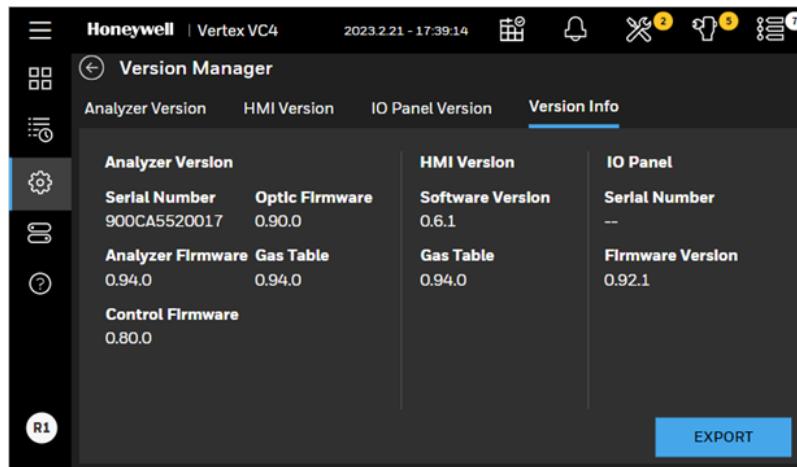 Honeywell | Vertex VC4 2023.2.21 - 17:39:14 2 5 7
Version Manager
Analyzer Version HMI Version IO Panel Version Version Info
Analyzer Version HMI Version IO Panel
Serial Number Optic Firmware Software Version Serial Number
900CA5520017 0.90.0 0.6.1 --
Analyzer Firmware Gas Table Gas Table Firmware Version
0.94.0 0.94.0 0.94.0 0.92.1
Control Firmware
0.80.0
R1
EXPORT